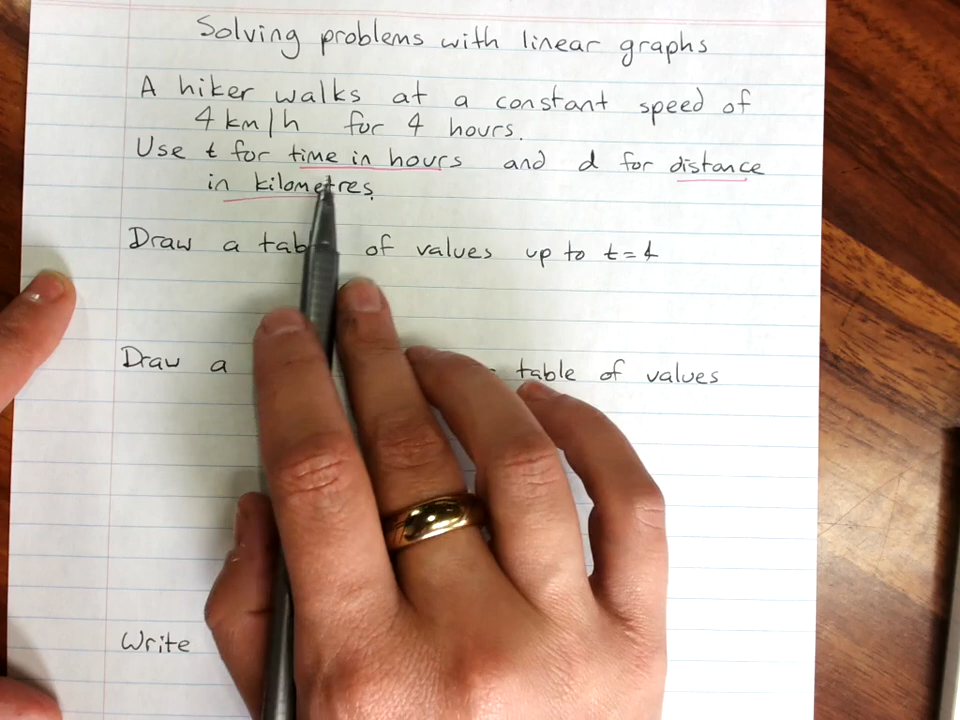 Solving problems with linear graphs
A hiker walks at a constant speed of
4 km/h for 4 hours.
Use t for time in hours and d for distance
in kilometres.
Draw a of values up to t=4
Draw a table of values
Write